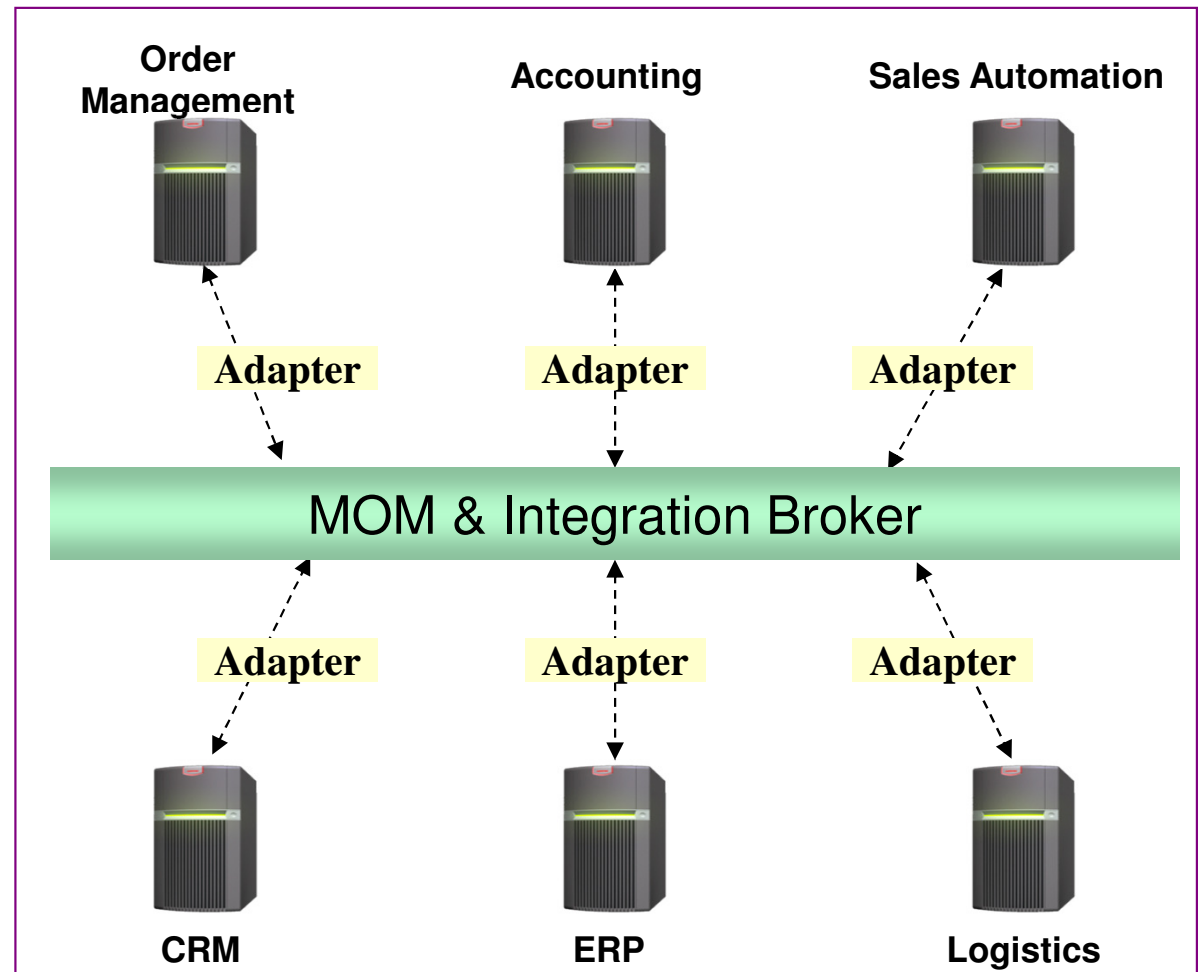 Order
Management
Accounting
Sales Automation
Adapter
Adapter
Adapter
MOM & Integration Broker
Adapter
Adapter
Adapter
CRM
ERP
Logistics